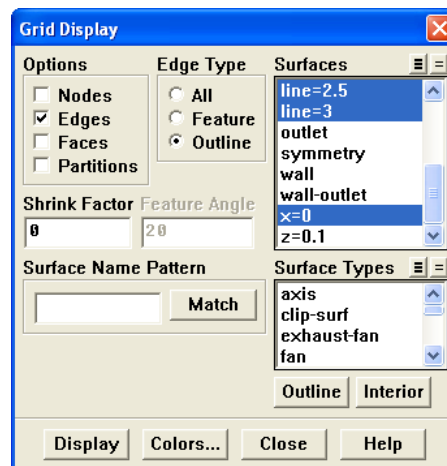 Grid Display
Options
Edge Type
Surfaces
Nodes
Edges
Faces
Partitions
All
Feature
Outline
line=2.5
line=3
outlet
symmetry
wall
wall-outlet
x=0
z=0.1
Shrink Factor
Feature Angle
0
20
Surface Name Pattern
Match
Surface Types
axis
clip-surf
exhaust-fan
fan
Outline
Interior
Display
Colors...
Close
Help